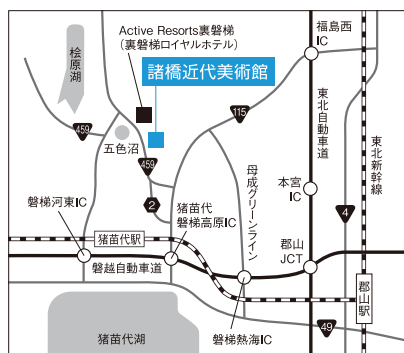 Active Resorts裏磐梯
(裏磐梯ロイヤルホテル)
福島西
IC
桧原湖
諸橋近代美術館
115
459
五色沼
459
東北自動車道
東北新幹線
母成グリーンライン
本宮
IC
2
4
猪苗代
磐梯高原IC
磐梯河東IC
猪苗代駅
郡山
JCT
磐越自動車道
郡山駅
49
磐梯熱海IC
猪苗代湖